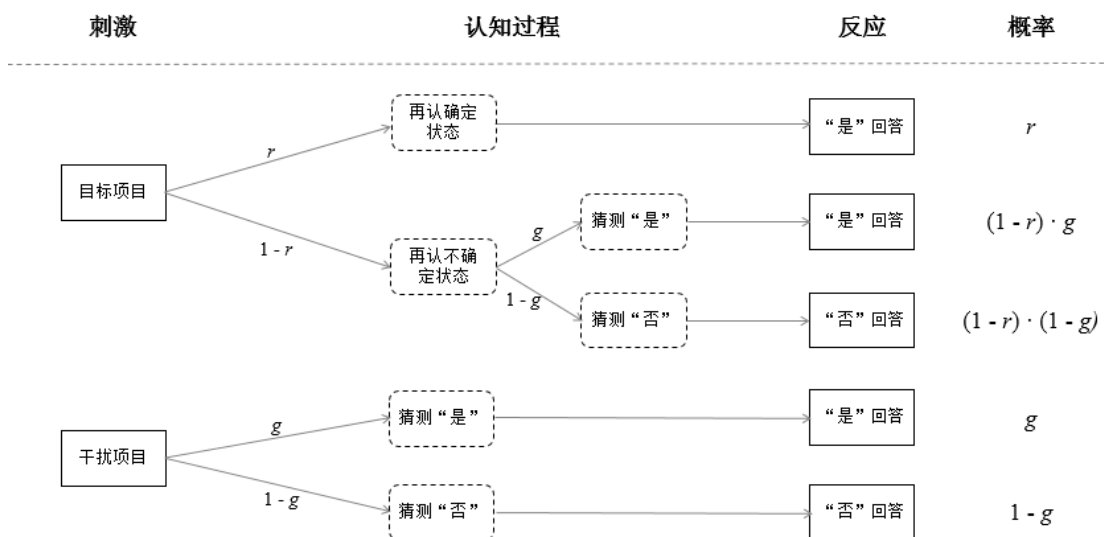 刺激 认知过程 反应 概率
再认确定
状态
“是”回答
r
r
目标项目
1 - r
再认不确
定状态
g
猜测“是”
“是”回答
(1 - r) · g
1 - g
猜测“否”
“否”回答
(1 - r) · (1 - g)
干扰项目
g
猜测“是”
“是”回答
g
1 - g
猜测“否”
“否”回答
1 - g